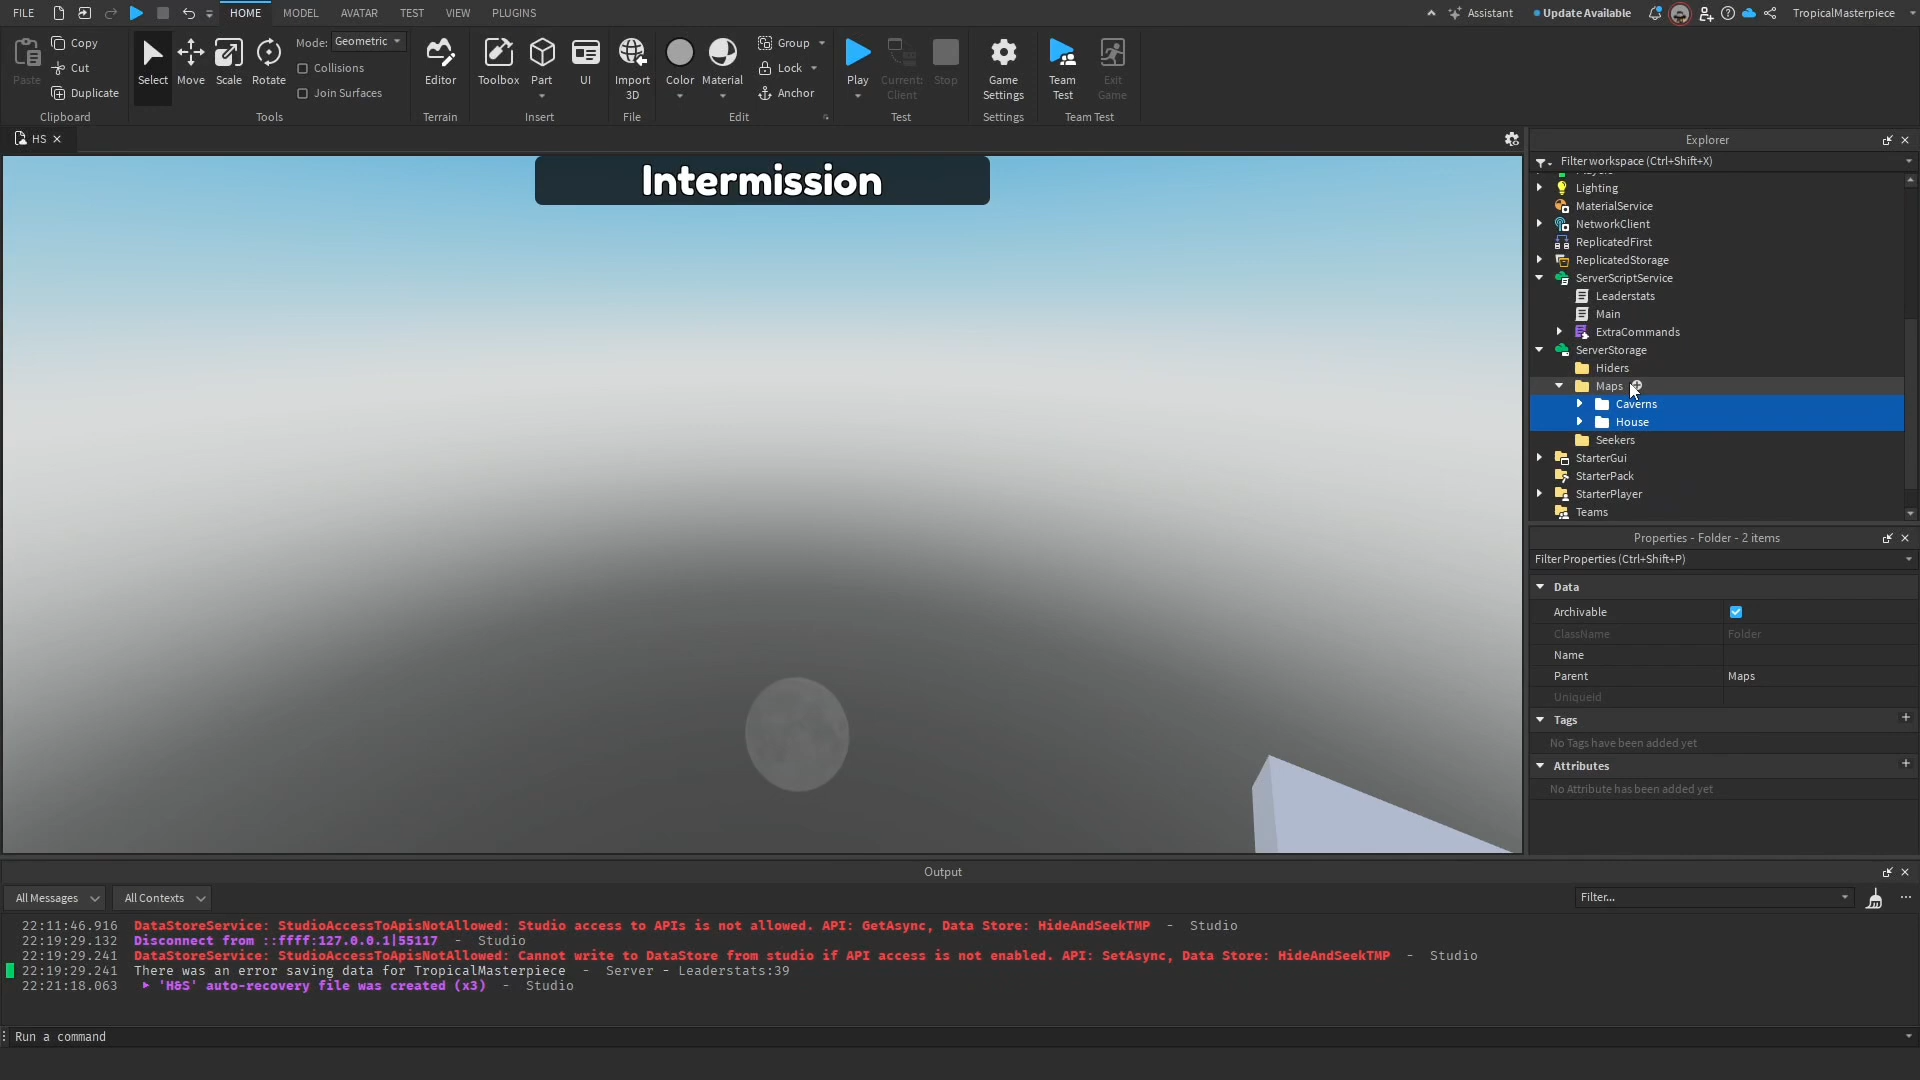 FILE HOME MODEL AVATAR TEST VIEW PLUGINS Assistant Update Available TropicalMasterpiece
Paste Copy Cut Duplicate Clipboard
Select Move Scale Rotate Mode: Geometric Collisions Join Surfaces Tools
Editor Terrain
Toolbox Part UI Insert
Import 3D File
Color Material Group Lock Anchor Edit
Play Current: Client Stop Test
Game Settings Settings
Team Test Exit Game Team Test
HS
Intermission
Explorer
Filter workspace (Ctrl+Shift+X)
Lighting
MaterialService
NetworkClient
ReplicatedFirst
ReplicatedStorage
ServerScriptService
Leaderstats
Main
ExtraCommands
ServerStorage
Hiders
Maps
Caverns
House
Seekers
StarterGui
StarterPack
StarterPlayer
Teams
Properties - Folder - 2 items
Filter Properties (Ctrl+Shift+P)
Data
Archivable
ClassName Folder
Name
Parent Maps
UniqueId
Tags
No Tags have been added yet
Attributes
No Attribute has been added yet
Output
All Messages All Contexts Filter...
22:11:46.916 DataStoreService: StudioAccessToApisNotAllowed: Studio access to APIs is not allowed. API: GetAsync, Data Store: HideAndSeekTMP - Studio
22:19:29.132 Disconnect from ::ffff:127.0.0.1|55117 - Studio
22:19:29.241 DataStoreService: StudioAccessToApisNotAllowed: Cannot write to DataStore from studio if API access is not enabled. API: SetAsync, Data Store: HideAndSeekTMP - Studio
22:19:29.241 There was an error saving data for TropicalMasterpiece - Server - Leaderstats:39
22:21:18.063 'H&S' auto-recovery file was created (x3) - Studio
Run a command